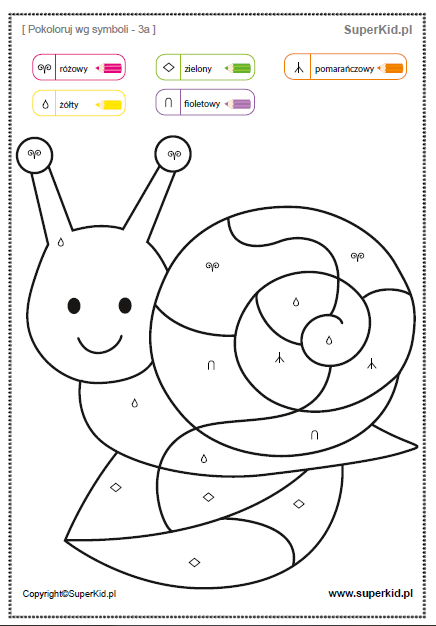 [ Pokoloruj wg symboli - 3a ]
SuperKid.pl
różowy
zielony
pomarańczowy
żółty
fioletowy
Copyright©SuperKid.pl
www.superkid.pl